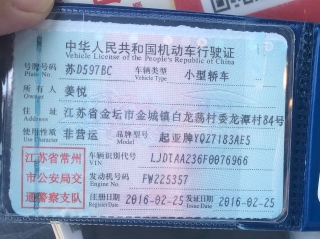 中华人民共和国机动车行驶证
Vehicle License of the People's Republic of China
号牌号码 苏D597BC 车辆类型 小型轿车
Plate No. Vehicle Type
所有人 姜悦
Owner
住址 江苏省金坛市金城镇白龙荡村委龙潭村84号
Address
使用性质 非营运 品牌型号 起亚牌YQZ7183AE5
Use Character Model
江苏省常州市公安局交通警察支队
车辆识别代号 LJDIAA236F0076966
VIN
发动机号码 FW225357
Engine No.
注册日期 2016-02-25 发证日期 2016-02-25
Register Date Issue Date